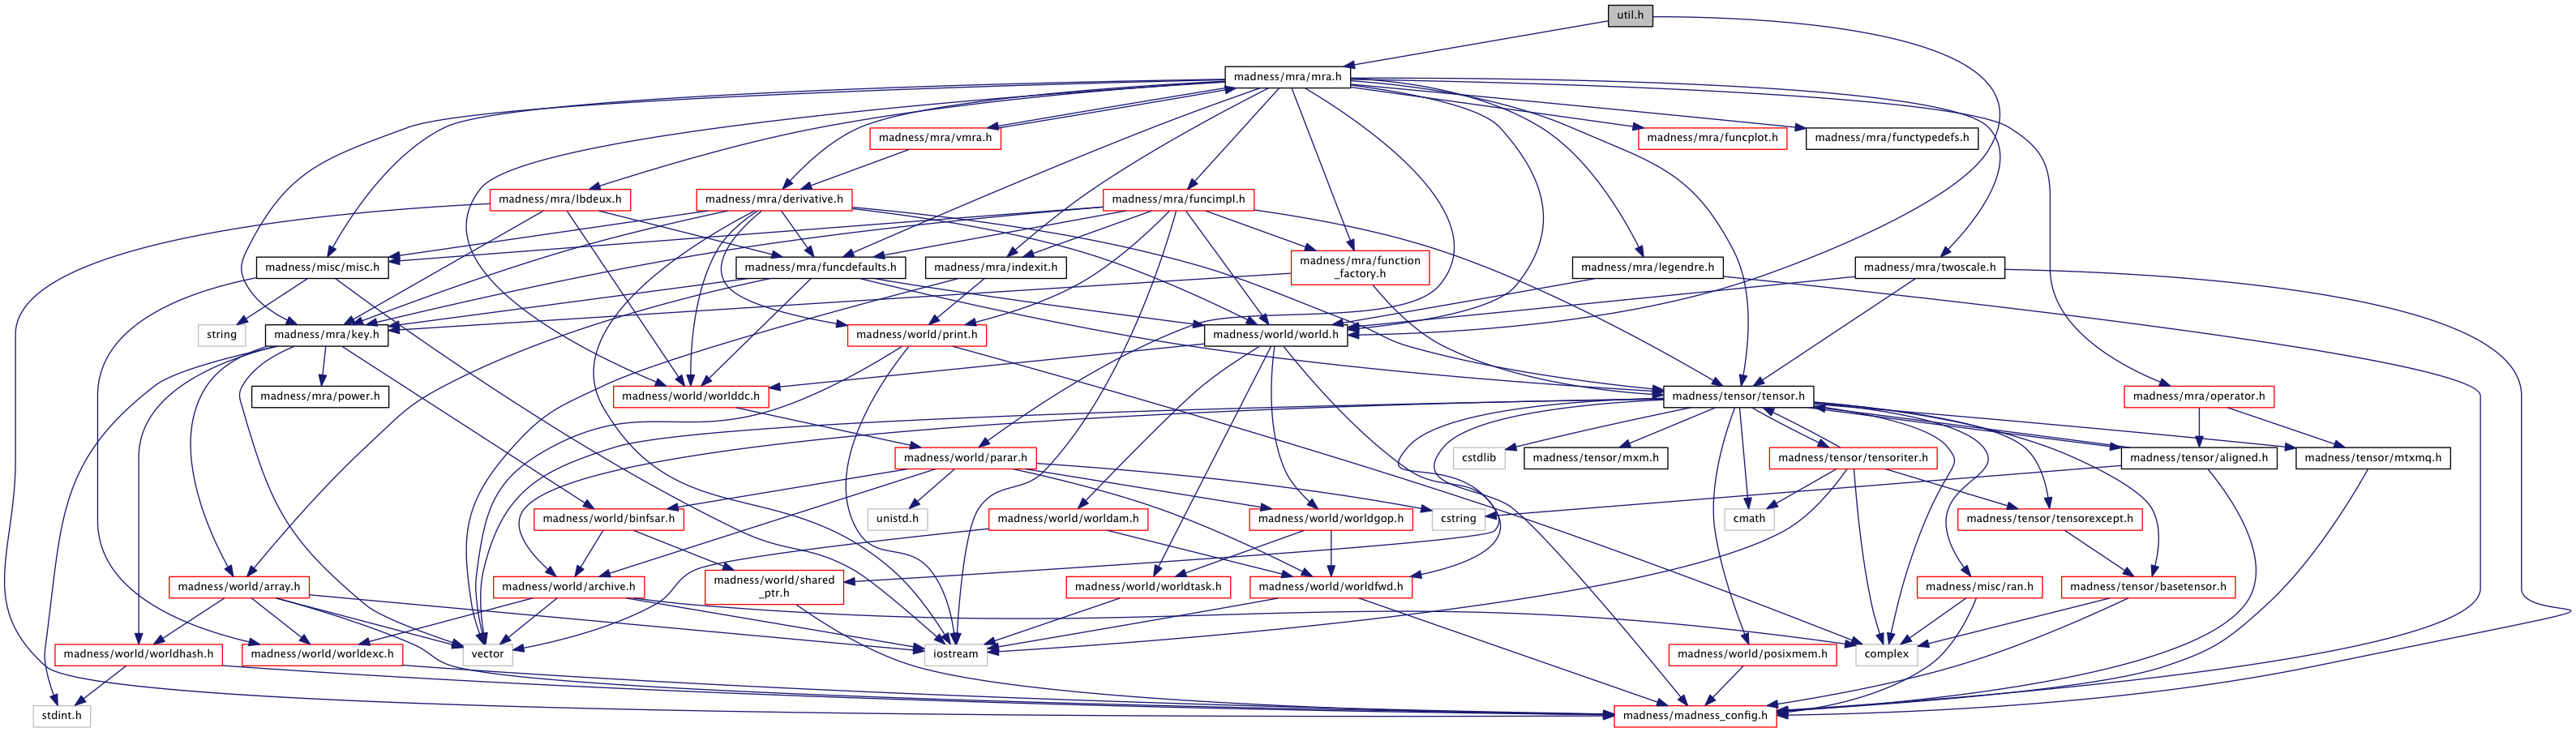 util.h
madness/mra/mra.h
madness/mra/vmra.h
madness/mra/funcplot.h
madness/mra/functypedefs.h
madness/mra/lbdeux.h
madness/mra/derivative.h
madness/mra/funcimpl.h
madness/misc/misc.h
madness/mra/funcdefaults.h
madness/mra/indexit.h
madness/mra/function
_factory.h
madness/mra/legendre.h
madness/mra/twoscale.h
string
madness/mra/key.h
madness/world/print.h
madness/world/world.h
madness/mra/power.h
madness/world/worlddc.h
madness/tensor/tensor.h
madness/mra/operator.h
madness/world/parar.h
cstdlib
madness/tensor/mxm.h
madness/tensor/tensoriter.h
madness/tensor/aligned.h
madness/tensor/mtxmq.h
madness/world/binfsar.h
unistd.h
madness/world/worldam.h
madness/world/worldgop.h
cstring
cmath
madness/tensor/tensorexcept.h
madness/world/array.h
madness/world/archive.h
madness/world/shared
_ptr.h
madness/world/worldtask.h
madness/world/worldfwd.h
madness/misc/ran.h
madness/tensor/basetensor.h
madness/world/worldhash.h
madness/world/worldexc.h
vector
iostream
madness/world/posixmem.h
complex
stdint.h
madness/madness_config.h